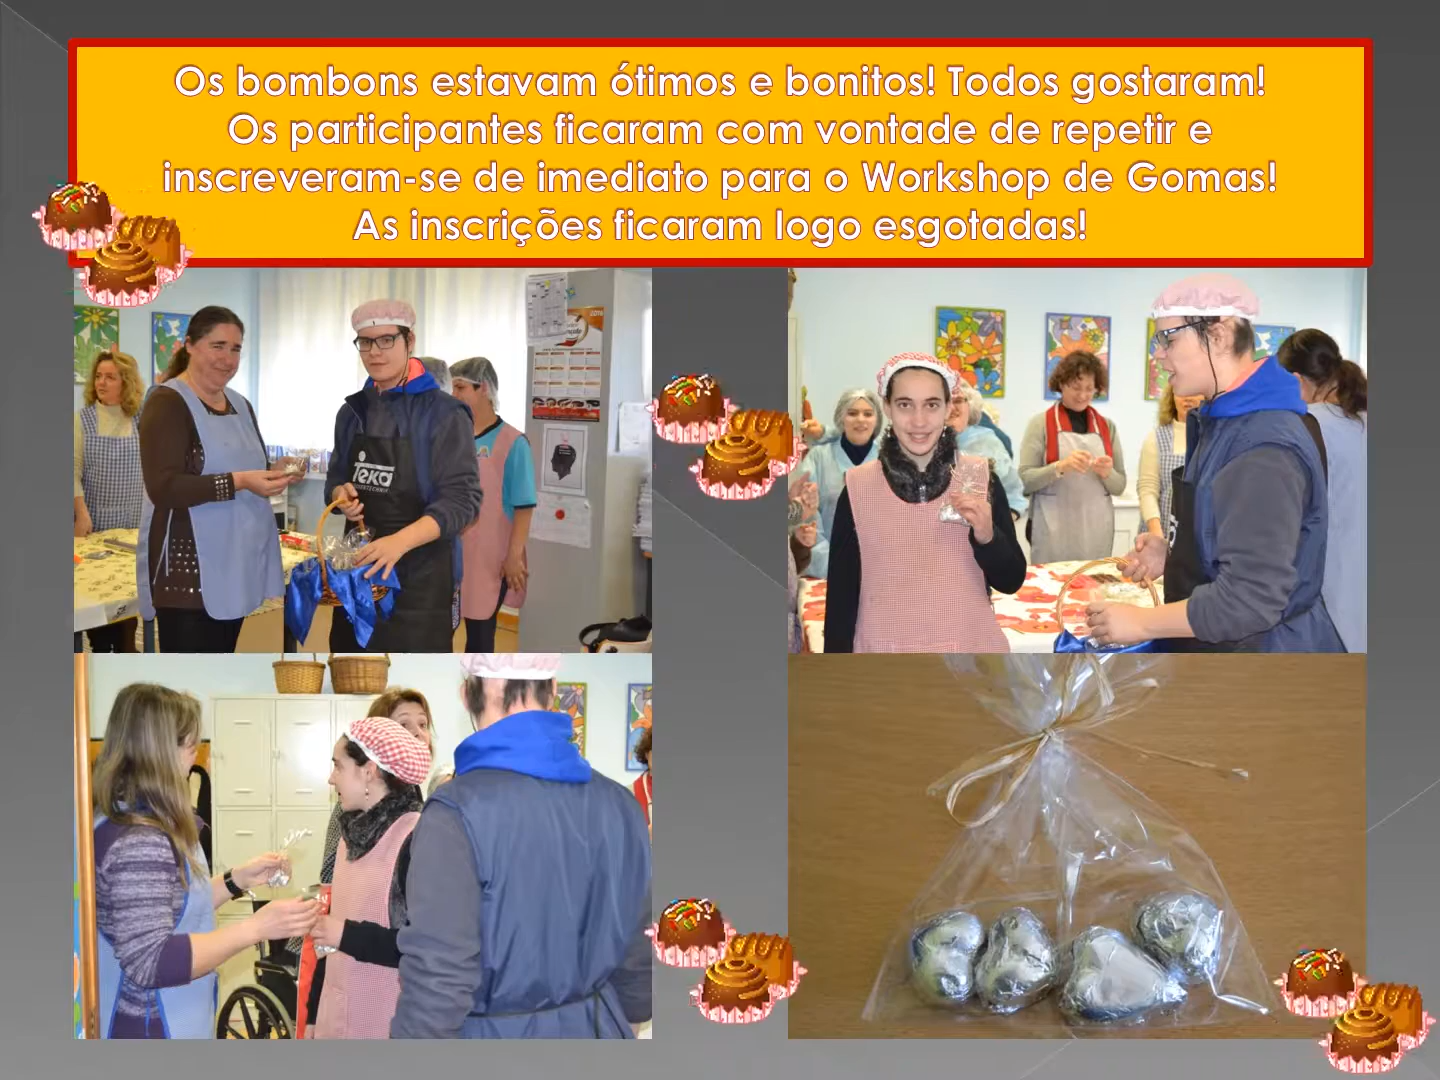 Os bombons estavam ótimos e bonitos! Todos gostaram!
Os participantes ficaram com vontade de repetir e
inscreveram-se de imediato para o Workshop de Gomas!
As inscrições ficaram logo esgotadas!
Teka